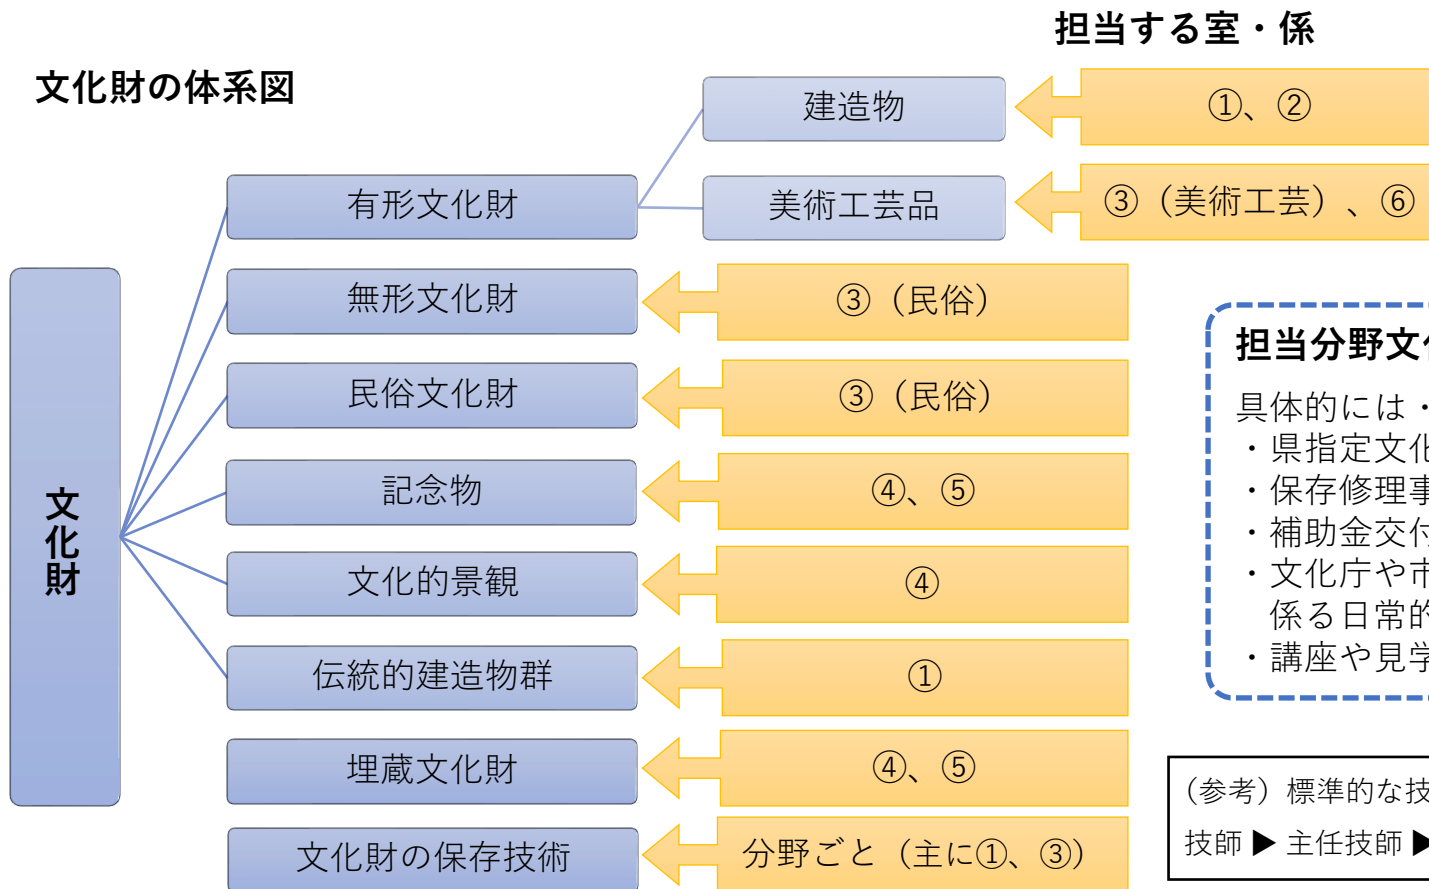 担当する室・係
文化財の体系図
建造物
①、②
有形文化財
美術工芸品
③（美術工芸）、⑥
無形文化財
③（民俗）
民俗文化財
③（民俗）
文化財
記念物
④、⑤
文化的景観
④
伝統的建造物群
①
埋蔵文化財
④、⑤
文化財の保存技術
分野ごと（主に①、③）
担当分野文
具体的には・
・県指定文化
・保存修理事
・補助金交付
・文化庁や市
係る日常的
・講座や見学
（参考）標準的な技
技師 ▶ 主任技師 ▶